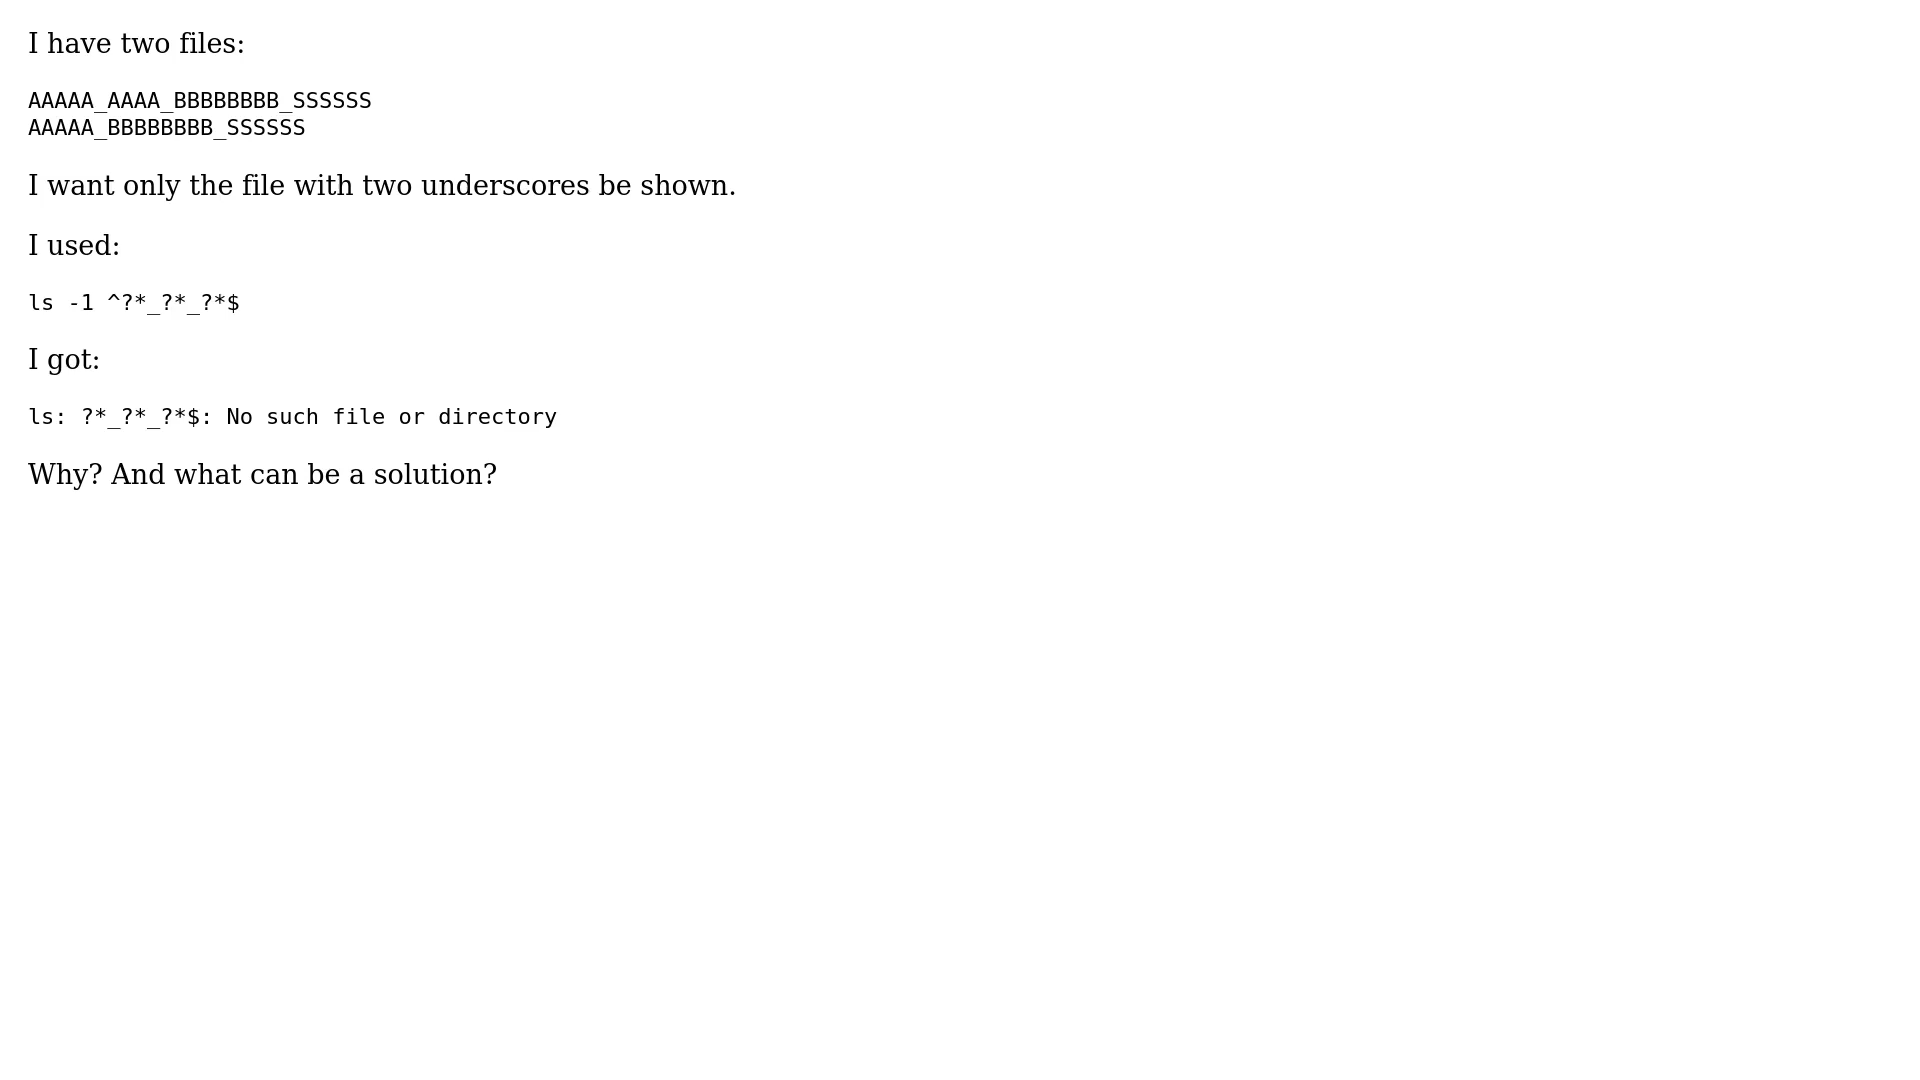 I have two files:
AAAAA_AAAA_BBBBBBBB_SSSSSS
AAAAA_BBBBBBBB_SSSSSS
I want only the file with two underscores be shown.
I used:
ls -1 ^?*_?*_?*$
I got:
ls: ?*_?*_?*$: No such file or directory
Why? And what can be a solution?